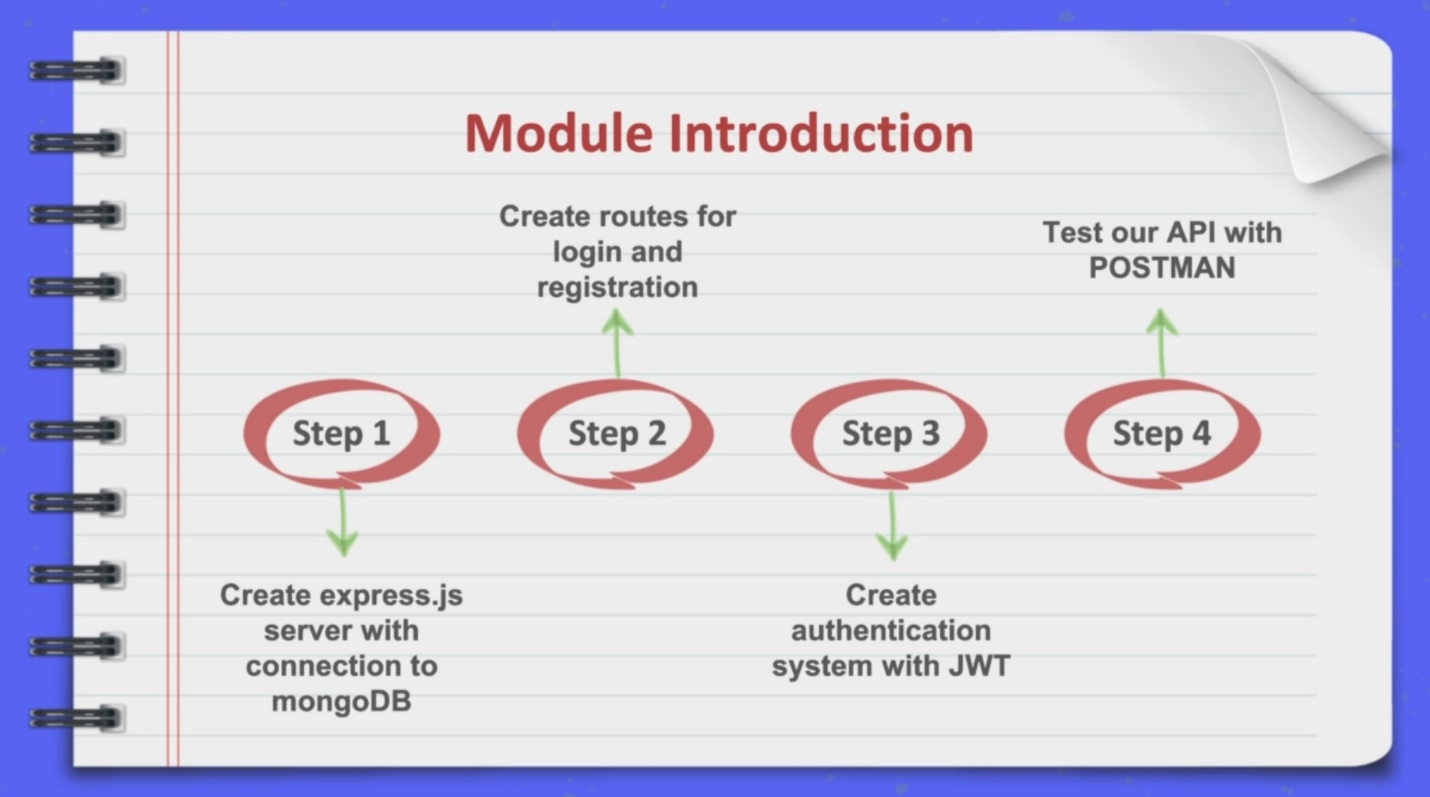 Module Introduction
Create routes for
login and
registration
Test our API with
POSTMAN
Step 1
Step 2
Step 3
Step 4
Create express.js
server with
connection to
mongoDB
Create
authentication
system with JWT